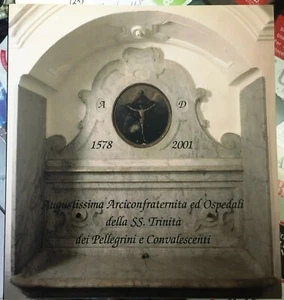 A D
1578 2001
Augustissima Arciconfraternita ed Ospedali
della SS. Trinità
dei Pellegrini e Convalescenti